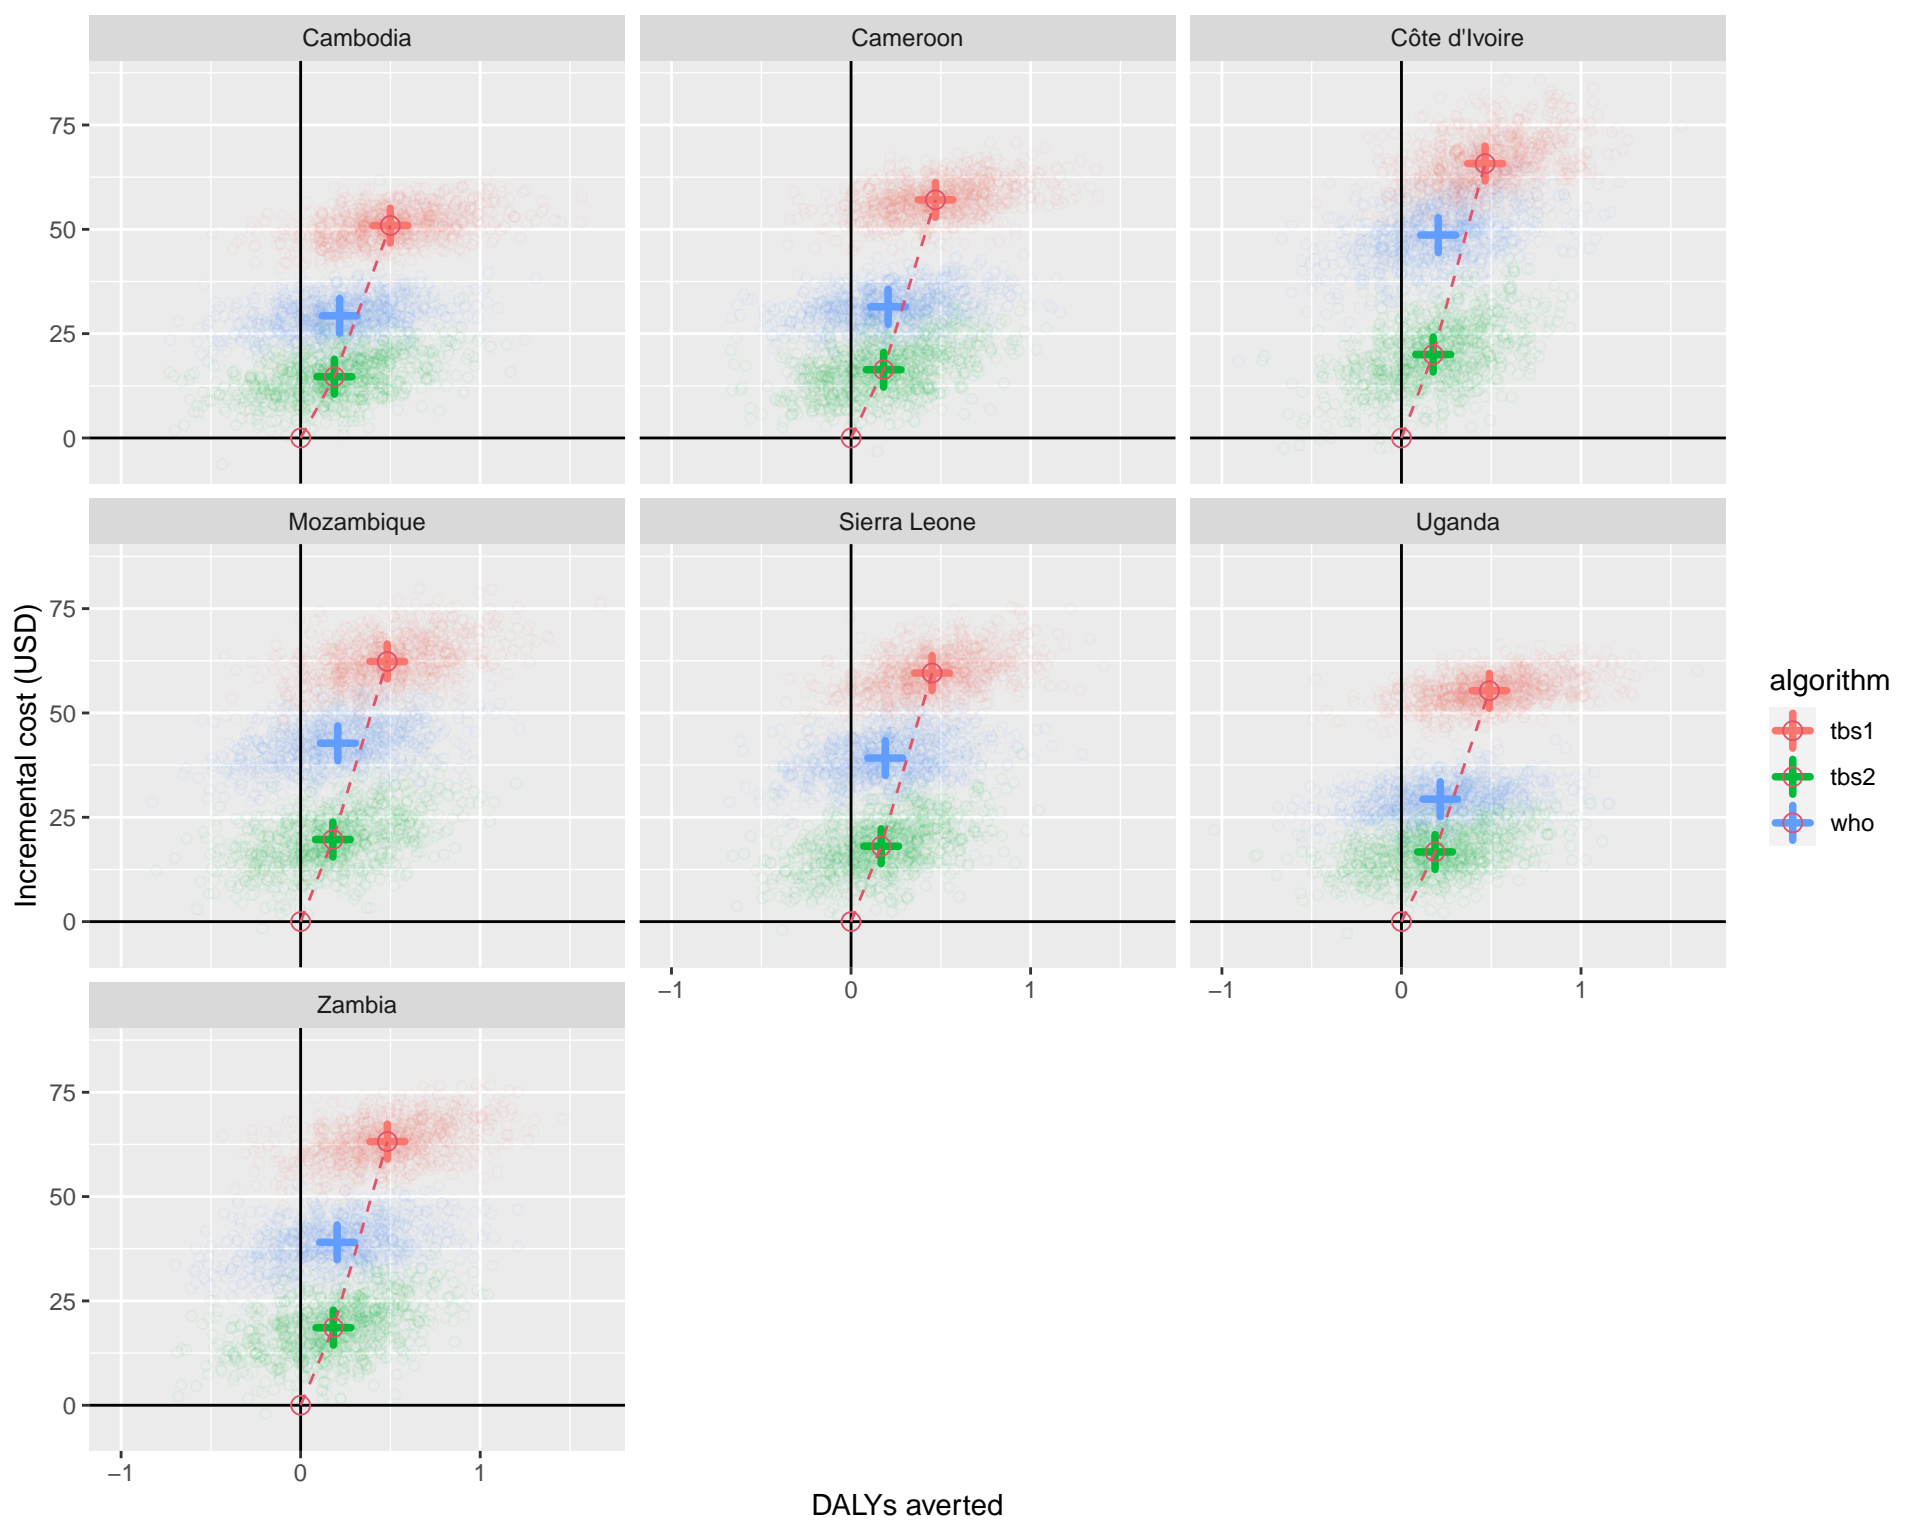 Cambodia
Cameroon
Côte d'Ivoire
75
50
25
0
Mozambique
Sierra Leone
Uganda
75
50
25
0
−1
0
1
−1
0
1
Zambia
75
50
25
0
−1
0
1
DALYs averted
Incremental cost (USD)
algorithm
tbs1
tbs2
who